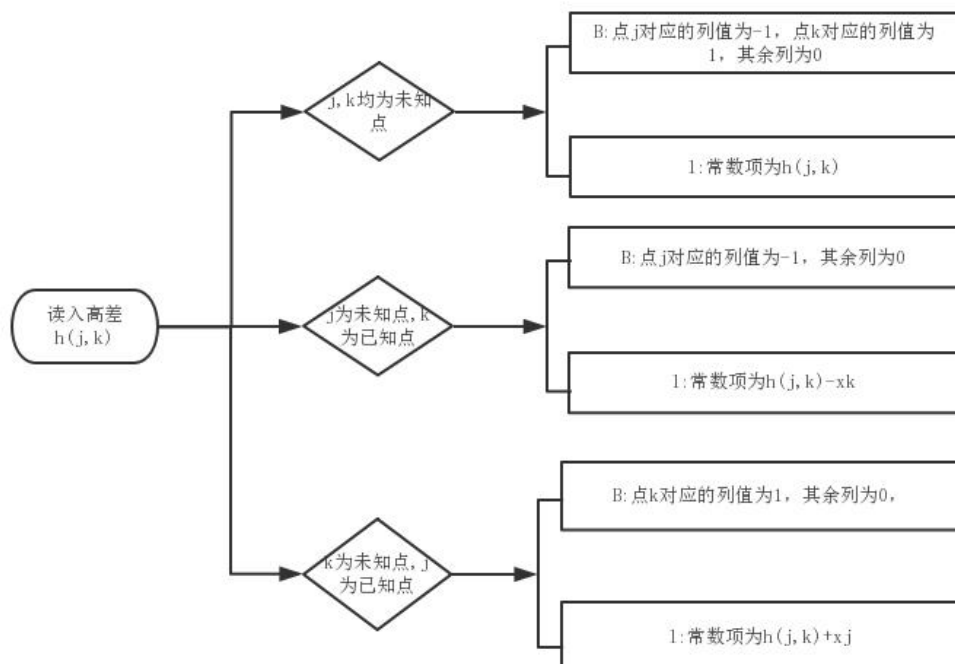 B:点j对应的列值为-1，点k对应的列值为
1，其余列为0
j,k均为未知
点
l:常数项为h(j,k)
B:点j对应的列值为-1，其余列为0
读入高差
h(j,k)
j为未知点,k
为已知点
l:常数项为h(j,k)-xk
B:点k对应的列值为1，其余列为0，
k为未知点,j
为已知点
l:常数项为h(j,k)+xj